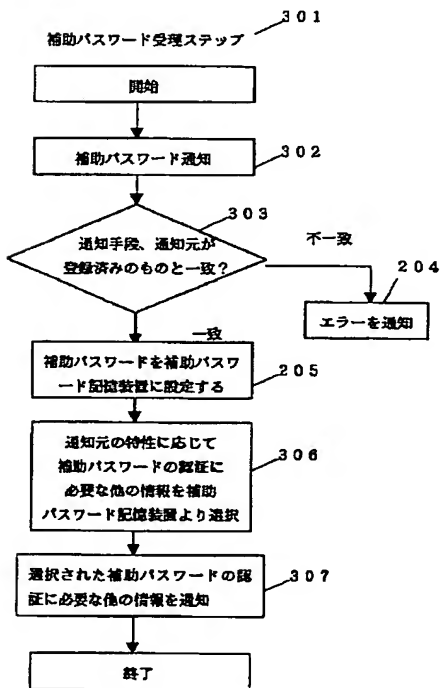 301
補助パスワード受理ステップ
開始
補助パスワード通知
302
303
通知手段、通知元が
登録済みのものと一致?
不一致
204
エラーを通知
一致
補助パスワードを補助パスワ
ード記憶装置に設定する
205
通知元の特性に応じて
補助パスワードの認証に
必要な他の情報を補助
パスワード記憶装置より選択
306
選択された補助パスワードの認
証に必要な他の情報を通知
307
終了